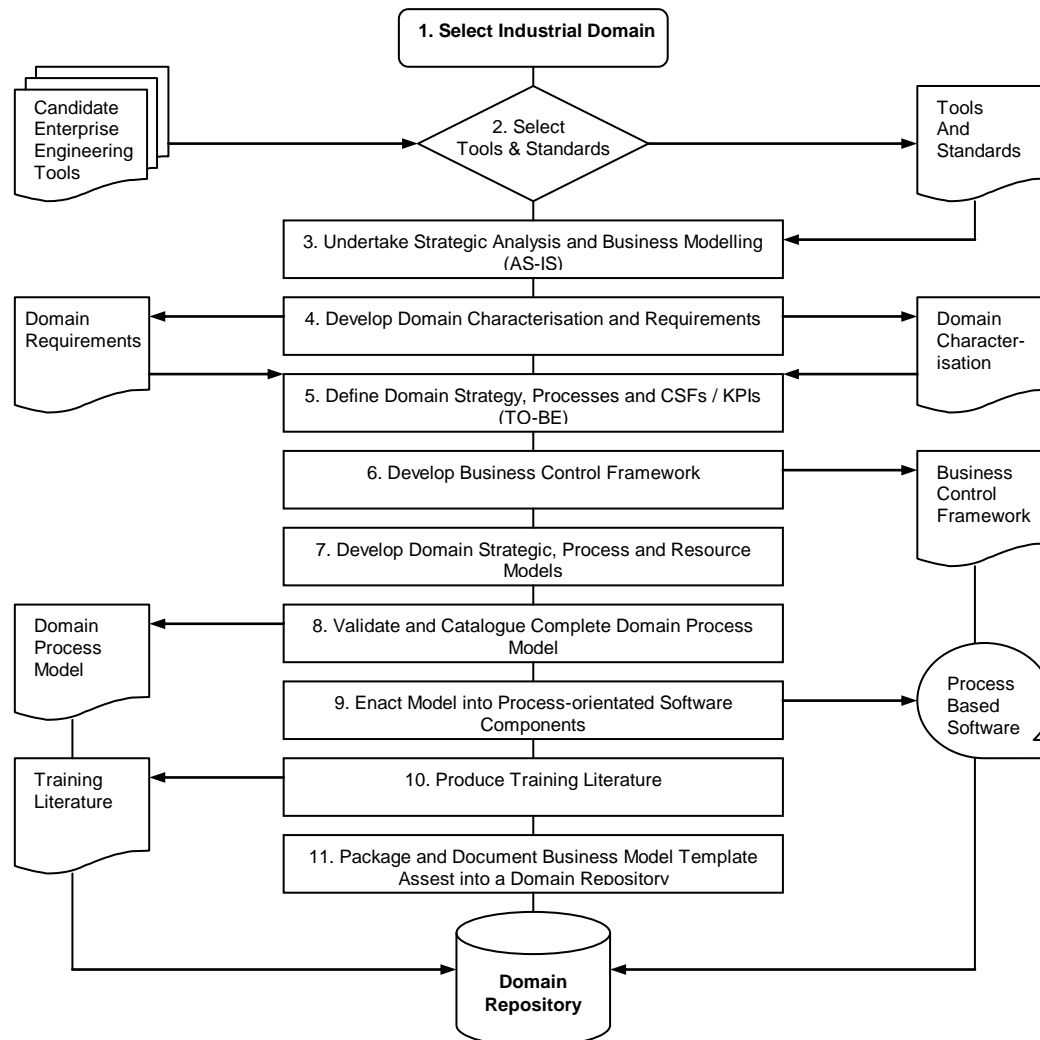 1. Select Industrial Domain
Candidate
Enterprise
Engineering
Tools
2. Select
Tools & Standards
Tools
And
Standards
3. Undertake Strategic Analysis and Business Modelling
(AS-IS)
Domain
Requirements
4. Develop Domain Characterisation and Requirements
Domain
Character-
isation
5. Define Domain Strategy, Processes and CSFs / KPIs
(TO-BE)
6. Develop Business Control Framework
Business
Control
Framework
7. Develop Domain Strategic, Process and Resource
Models
Domain
Process
Model
8. Validate and Catalogue Complete Domain Process
Model
9. Enact Model into Process-orientated Software
Components
Process
Based
Software
Training
Literature
10. Produce Training Literature
11. Package and Document Business Model Template
Assest into a Domain Repository
Domain
Repository